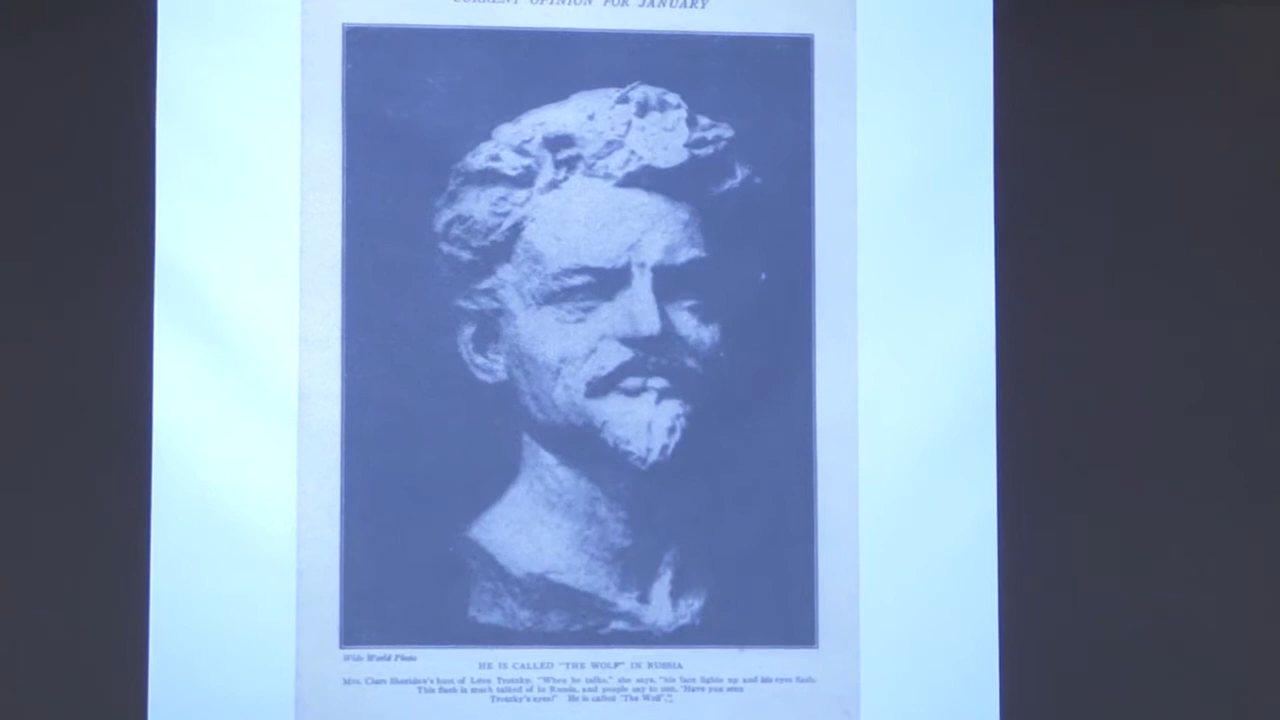 CURRENT OPINION FOR JANUARY
Wide World Photo
HE IS CALLED "THE WOLF" IN RUSSIA
Mrs. Clare Sheridan's bust of Leon Trotzky. "When he talks," she says, "his face lights up and his eyes flash.
This flash is much talked of in Russia, and people say to you, 'Have you seen
Trotzky's eyes?' He is called 'The Wolf'."